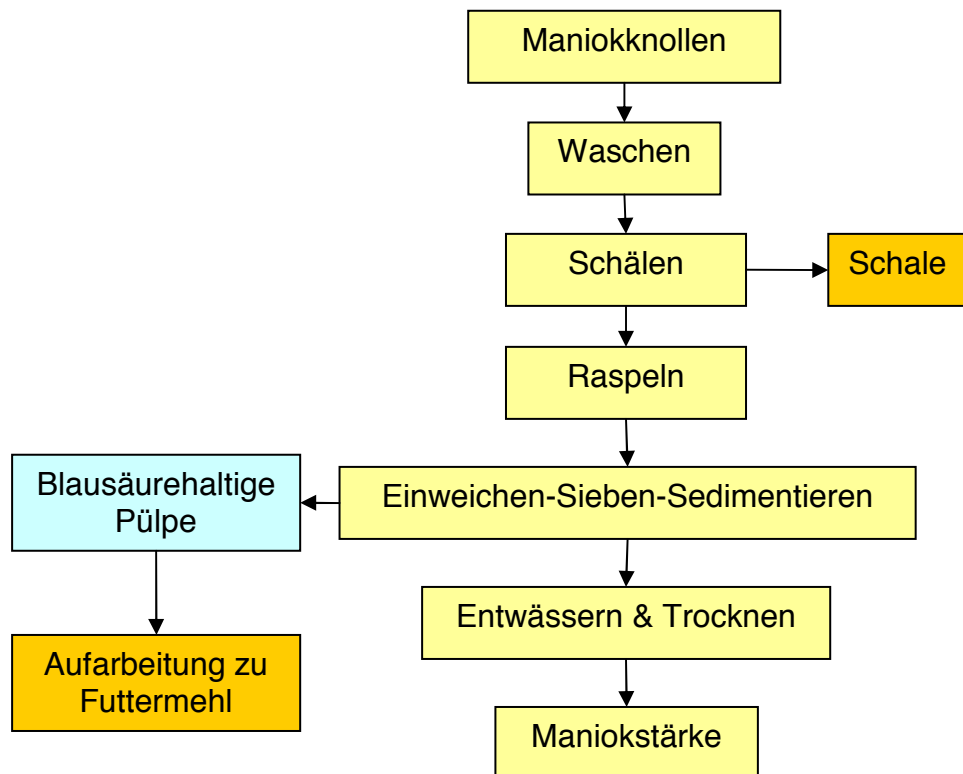 Maniokknollen
Waschen
Schälen
Schale
Raspeln
Blausäurehaltige
Pülpe
Einweichen-Sieben-Sedimentieren
Entwässern & Trocknen
Aufarbeitung zu
Futtermehl
Maniokstärke